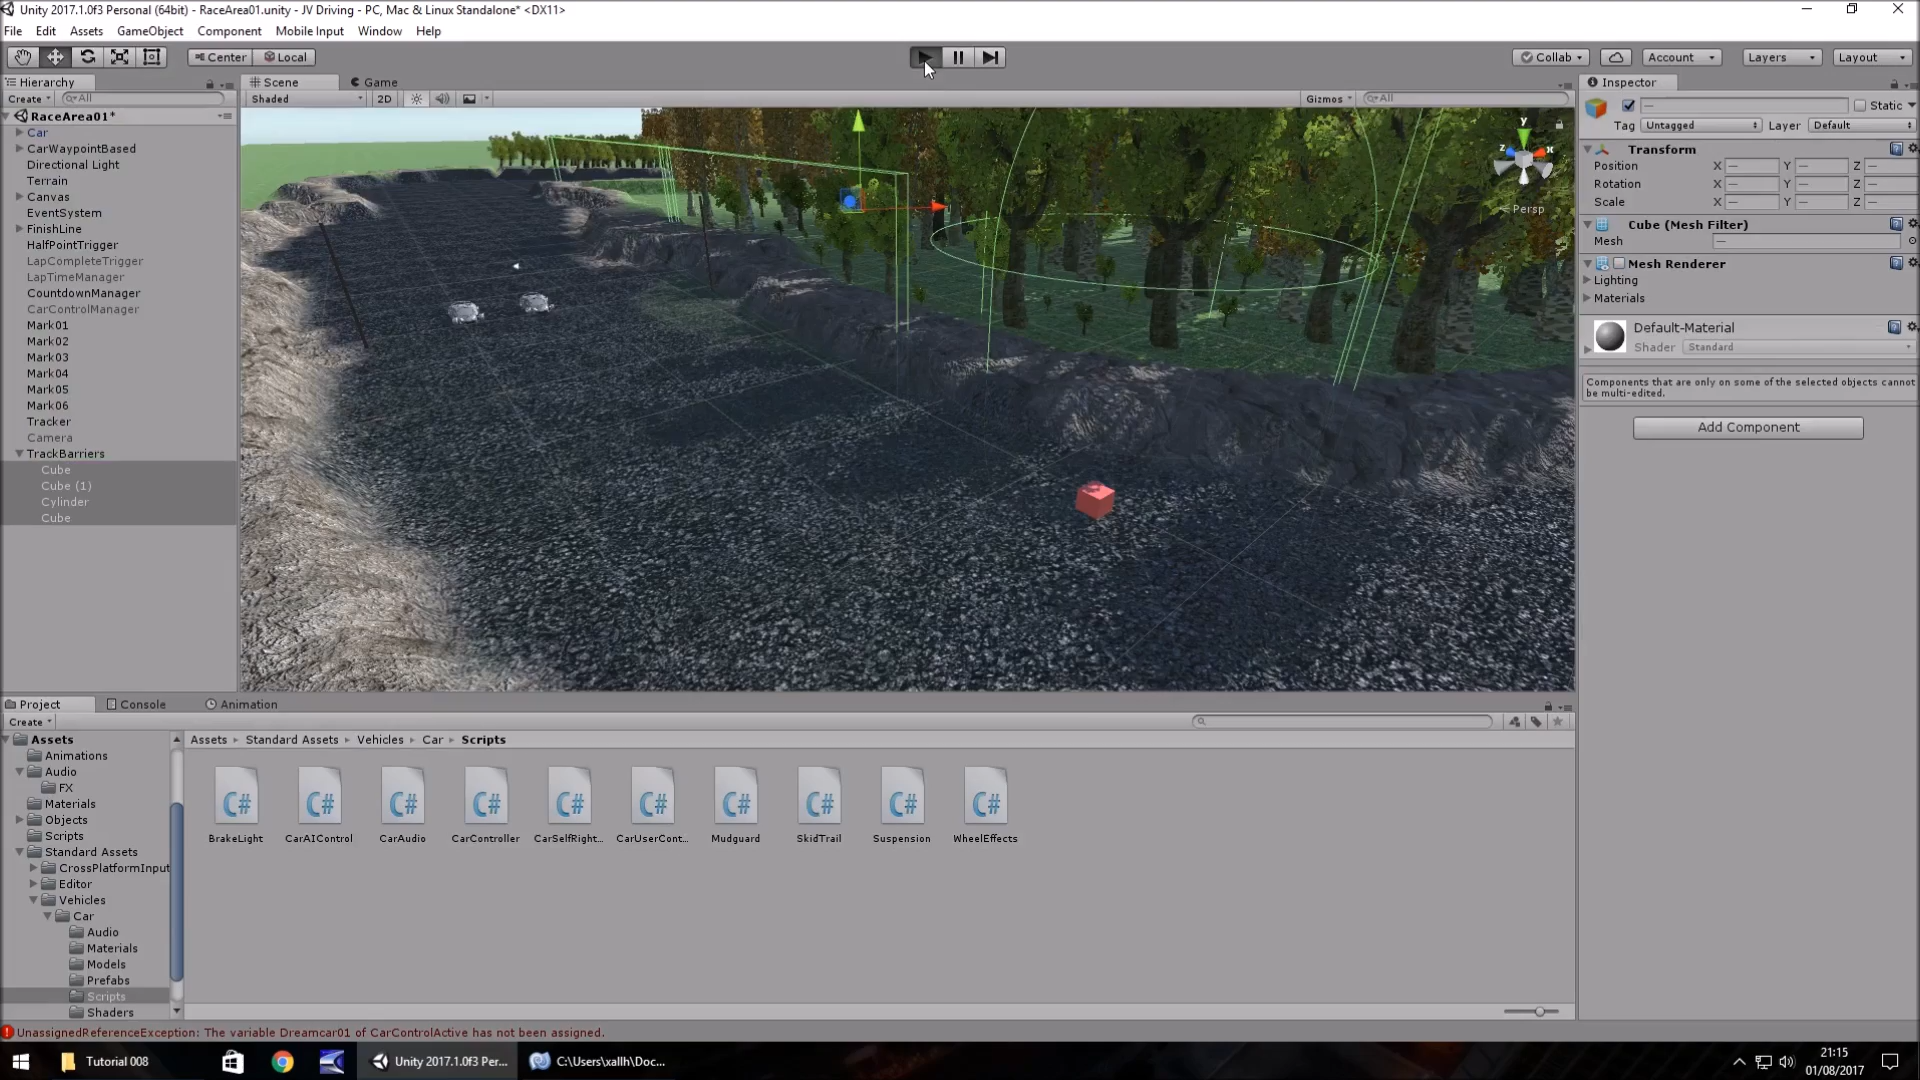 Unity 2017.1.0f3 Personal (64bit) - RaceArea01.unity - JV Driving - PC, Mac & Linux Standalone* <DX11>
File Edit Assets GameObject Component Mobile Input Window Help
Center Local Collab Account Layers Layout
Hierarchy
Create All
RaceArea01*
Car
CarWaypointBased
Directional Light
Terrain
Canvas
EventSystem
FinishLine
HalfPointTrigger
LapCompleteTrigger
LapTimeManager
CountdownManager
CarControlManager
Mark01
Mark02
Mark03
Mark04
Mark05
Mark06
Tracker
Camera
TrackBarriers
Cube
Cube (1)
Cylinder
Cube
Scene Game
Shaded 2D Gizmos All
y
z x
Persp
Inspector
— Static
Tag Untagged Layer Default
Transform
Position X — Y — Z —
Rotation X — Y — Z —
Scale X — Y — Z —
Cube (Mesh Filter)
Mesh —
Mesh Renderer
Lighting
Materials
Default-Material
Shader Standard
Components that are only on some of the selected objects cannot
be multi-edited.
Add Component
Project Console Animation
Create
Assets
Animations
Audio
FX
Materials
Objects
Scripts
Standard Assets
CrossPlatformInput
Editor
Vehicles
Car
Audio
Materials
Models
Prefabs
Scripts
Shaders
Assets Standard Assets Vehicles Car Scripts
C# C# C# C# C# C# C# C# C# C#
BrakeLight CarAIControl CarAudio CarController CarSelfRight... CarUserCont... Mudguard SkidTrail Suspension WheelEffects
UnassignedReferenceException: The variable Dreamcar01 of CarControlActive has not been assigned.
Tutorial 008 Unity 2017.1.0f3 Per... C:\Users\xallh\Doc...
21:15
01/08/2017